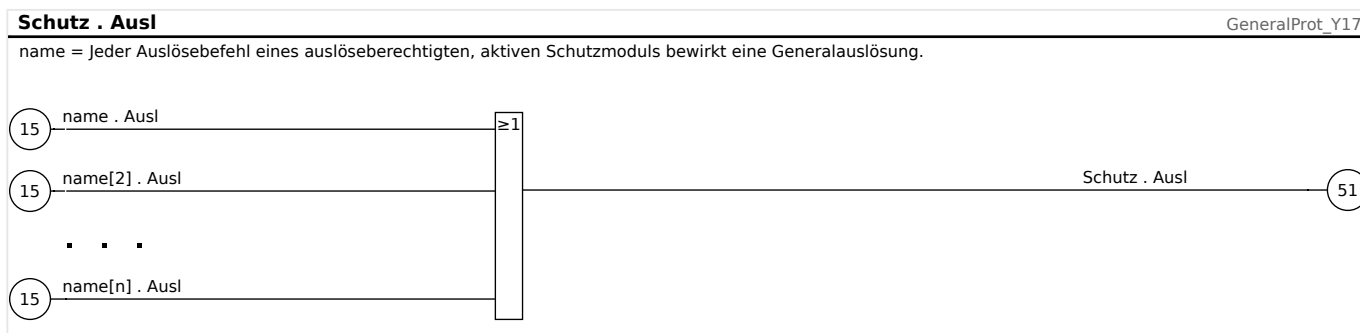 Schutz . Ausl
GeneralProt_Y17
name = Jeder Auslösebefehl eines auslöseberechtigten, aktiven Schutzmoduls bewirkt eine Generalauslösung.
15 name . Ausl
≥1
15 name[2] . Ausl
Schutz . Ausl 51
. . .
15 name[n] . Ausl